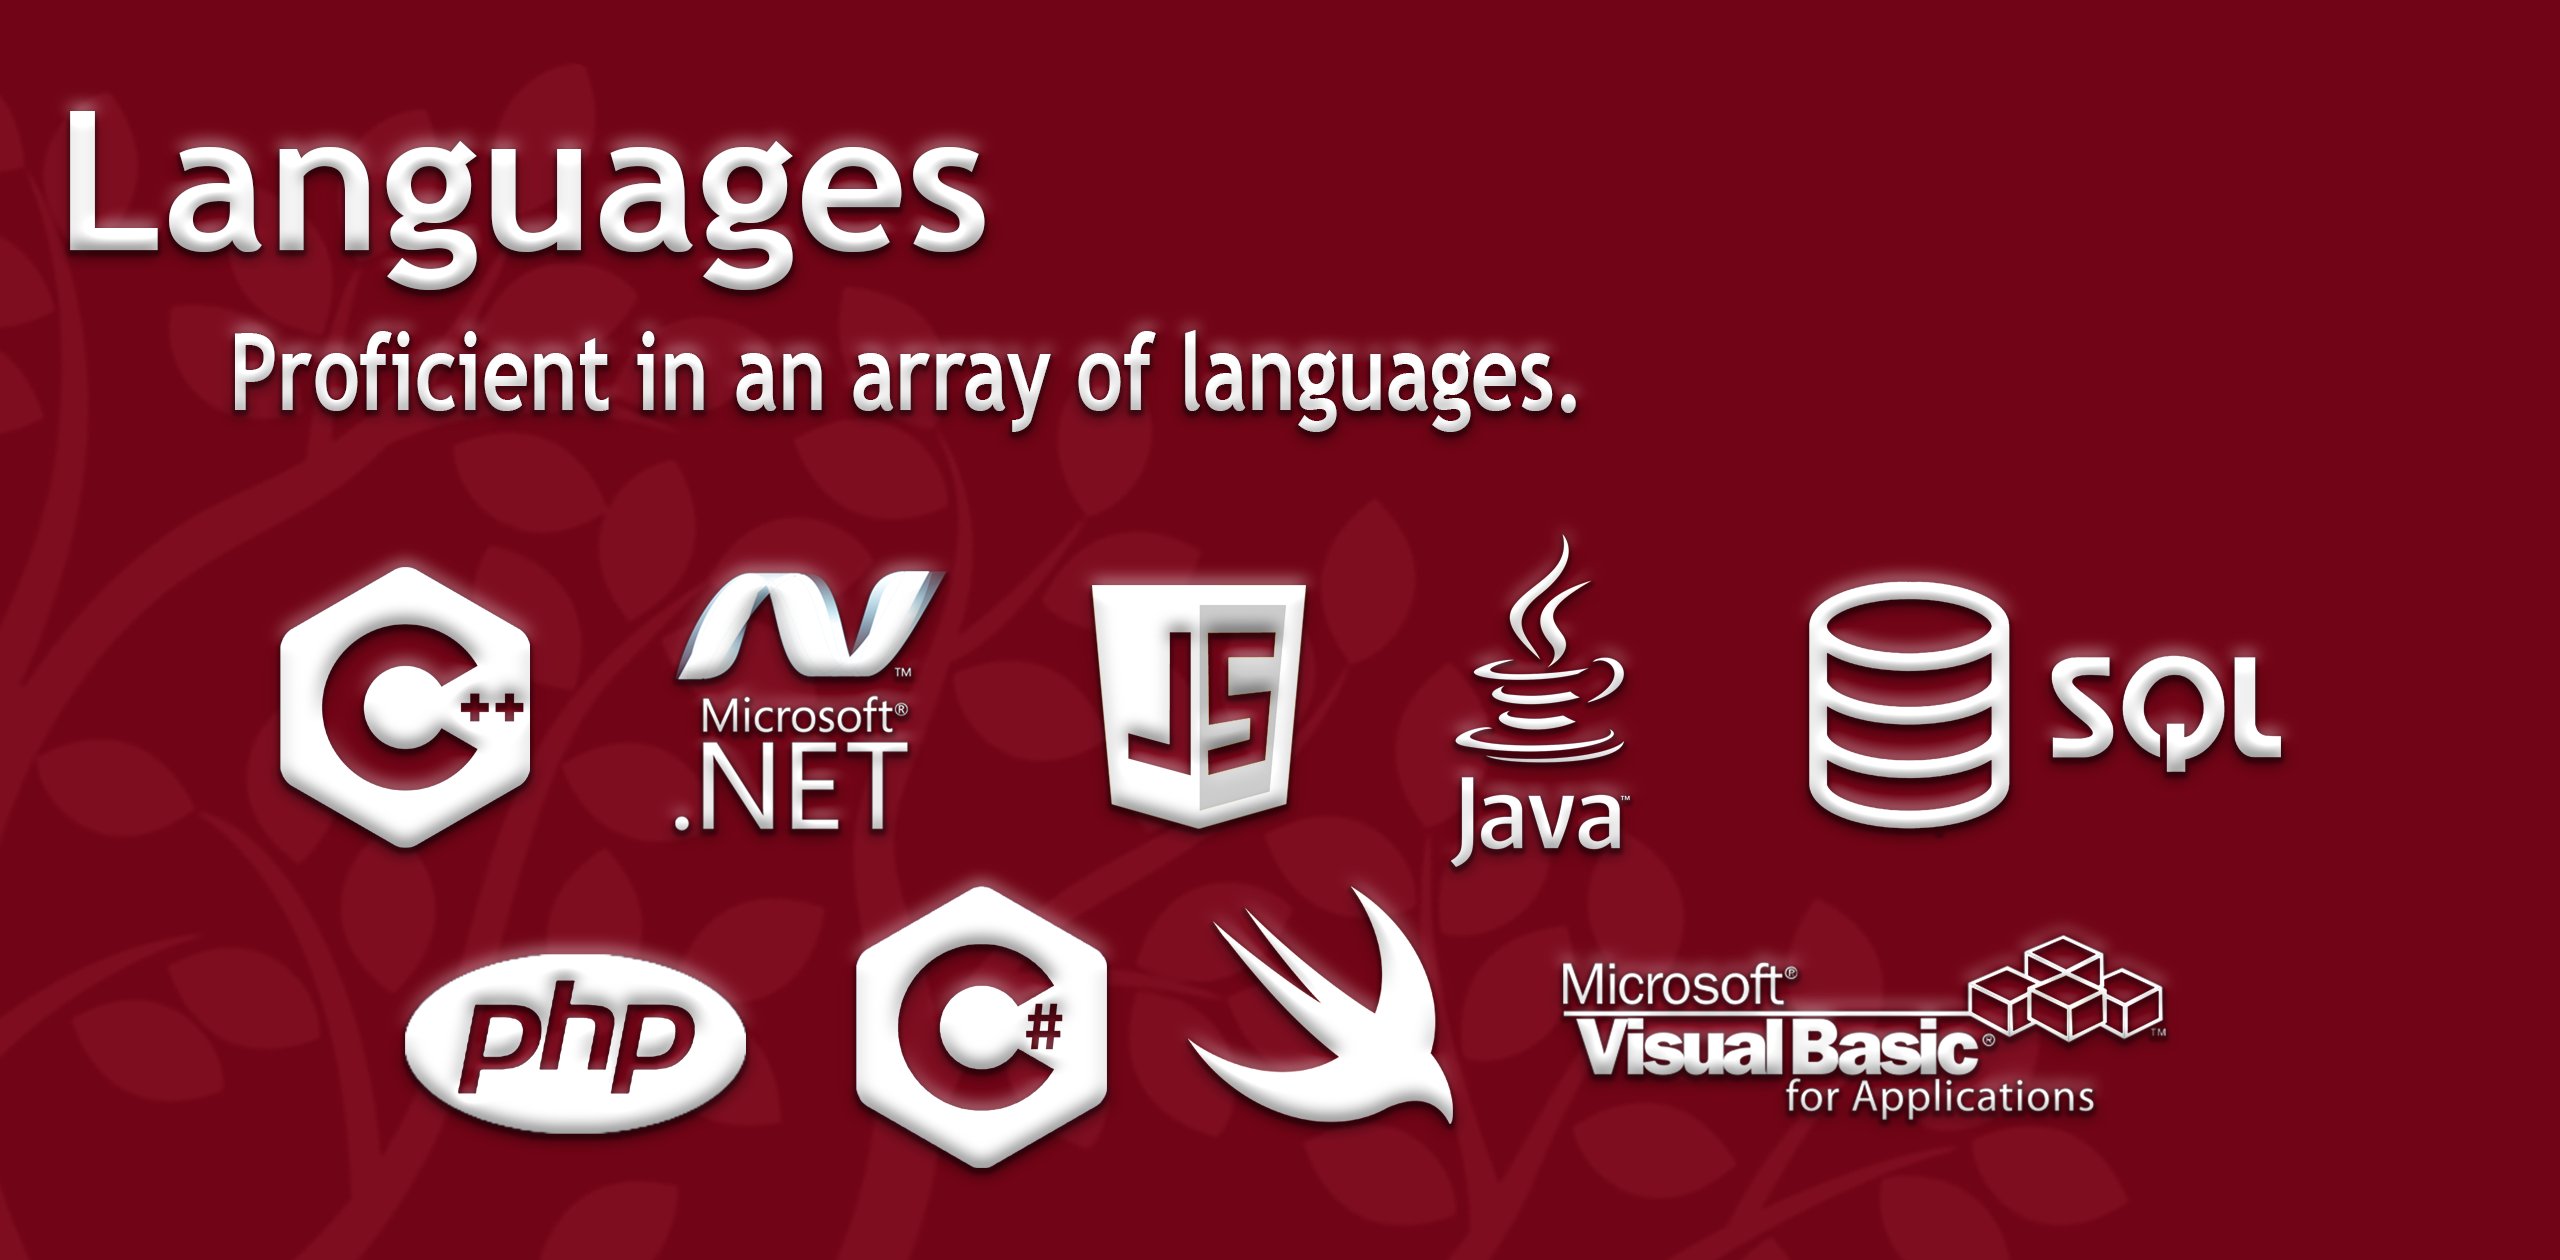 Languages
Proficient in an array of languages.
C++
™
Microsoft®
.NET
JS
Java™
SQL
php
C#
Microsoft®
Visual Basic®
™
for Applications